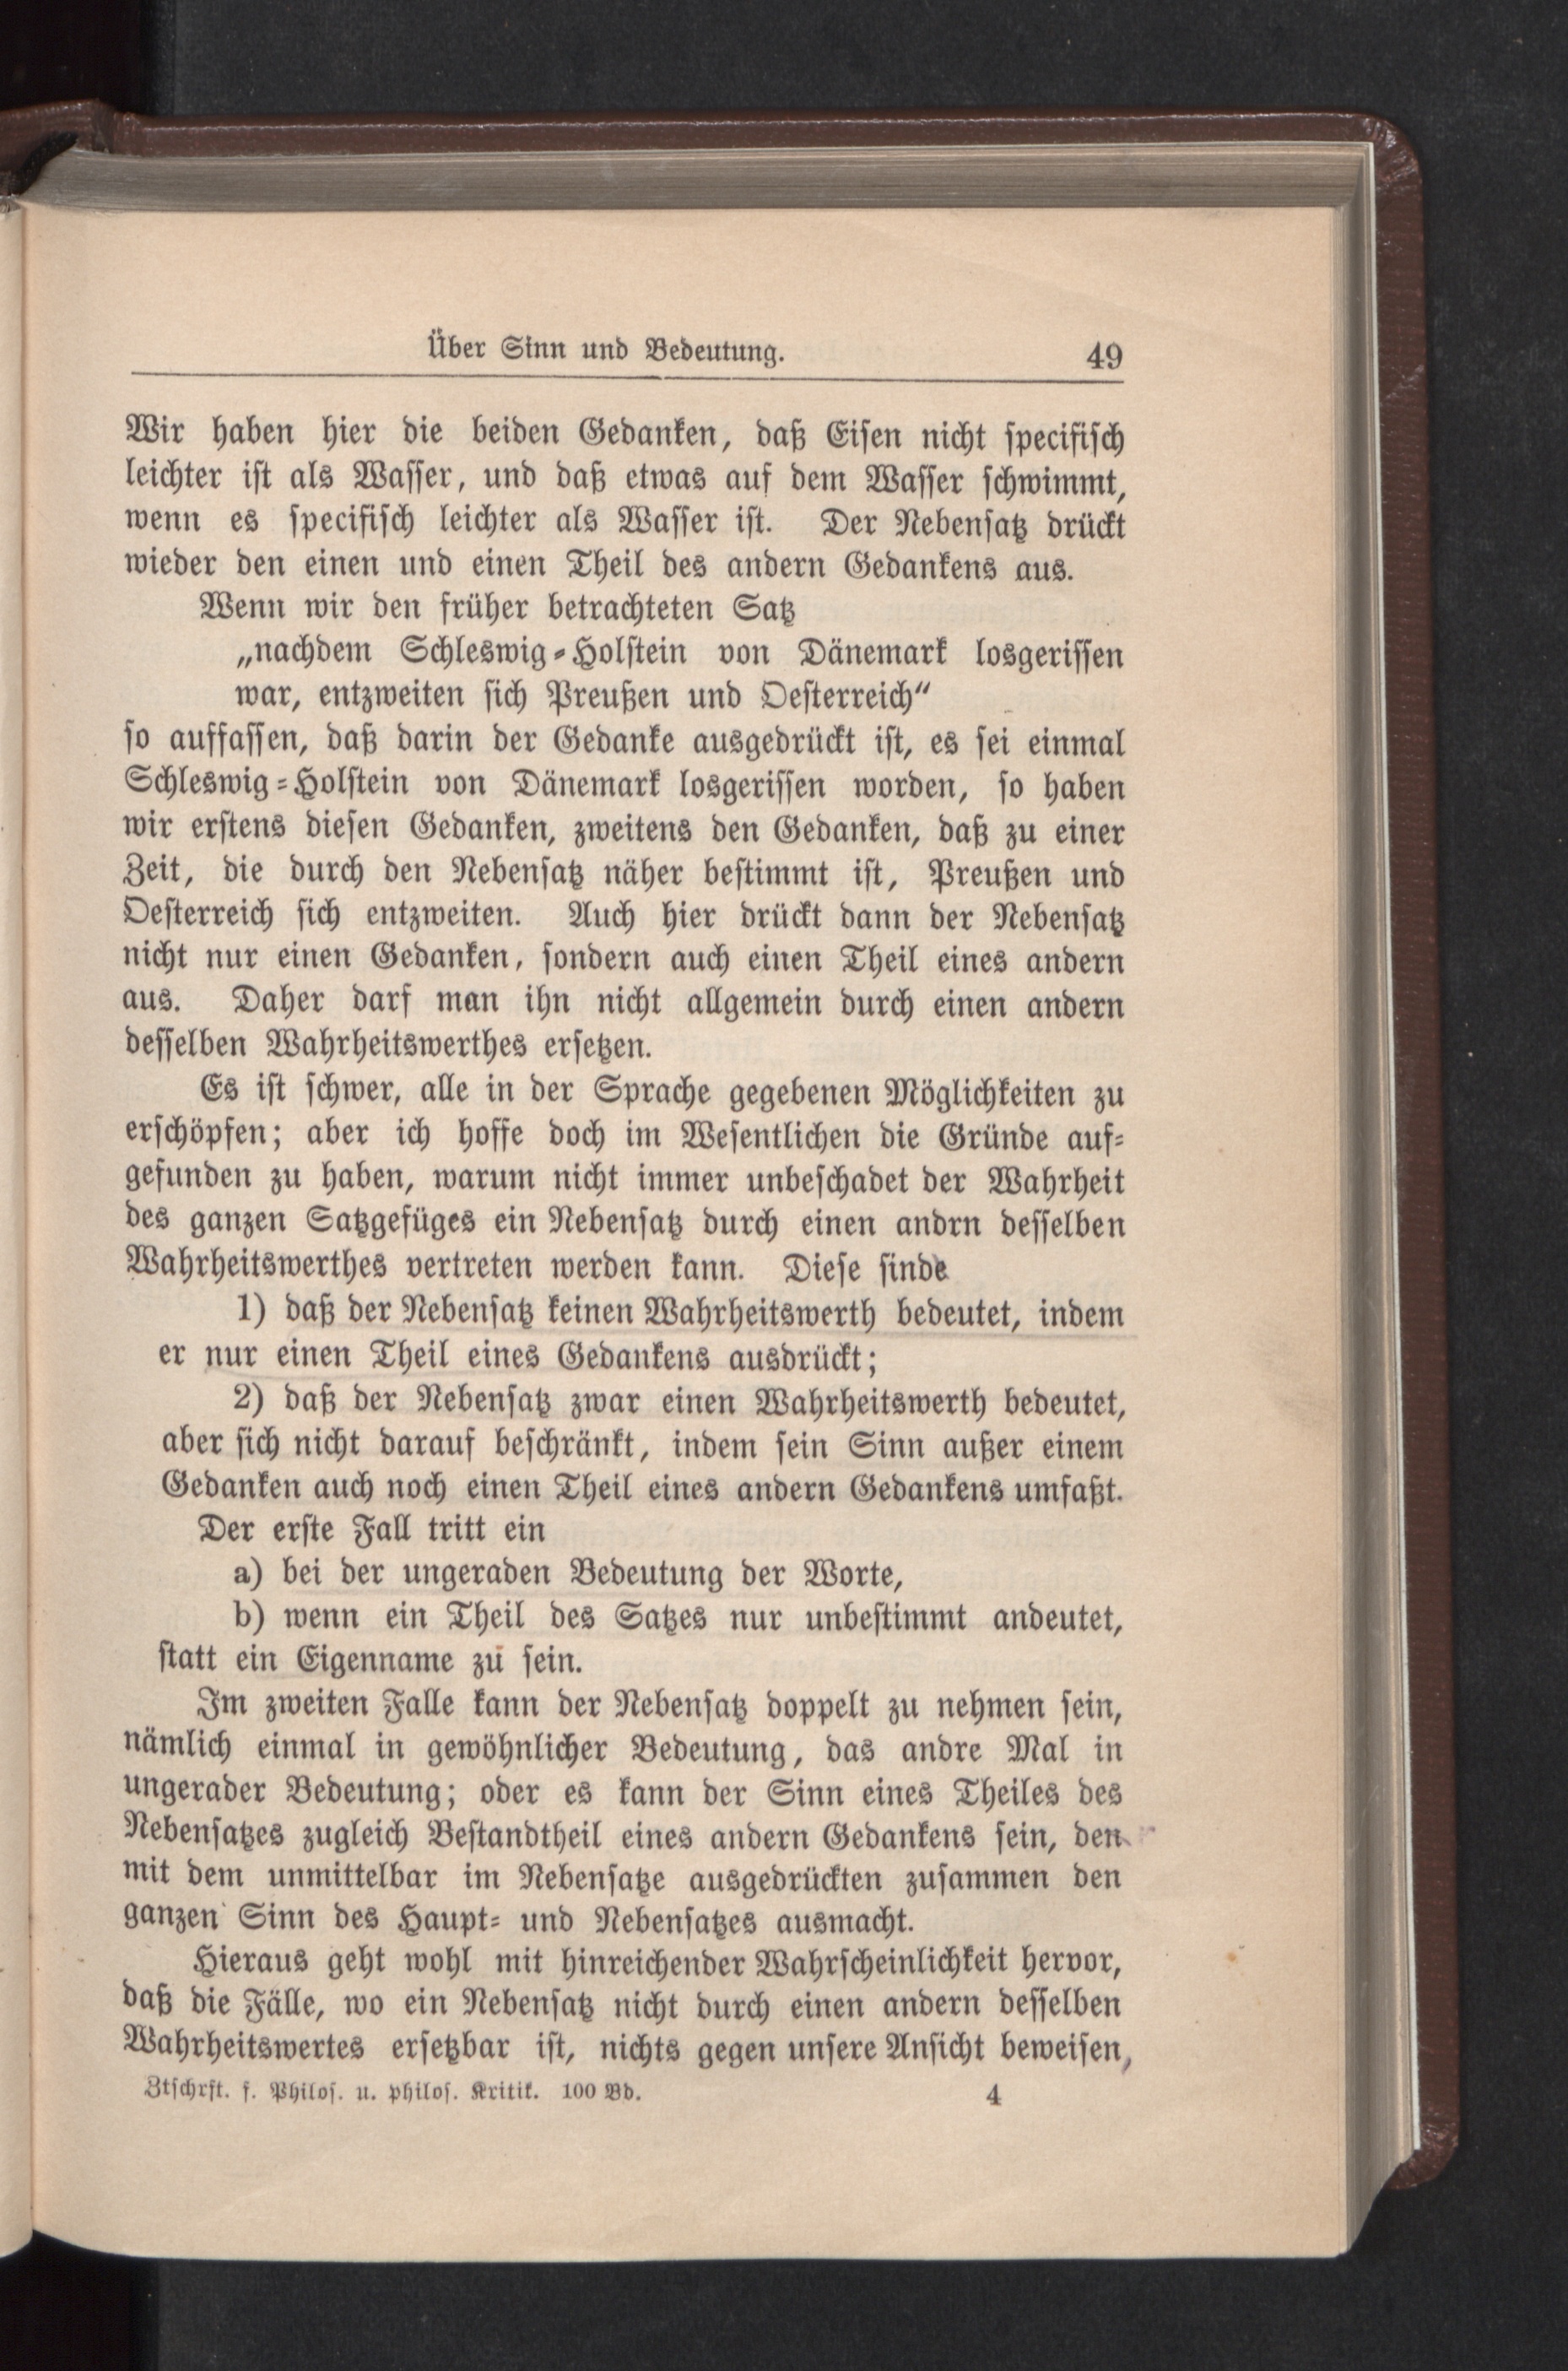 Über Sinn und Bedeutung. 49
Wir haben hier die beiden Gedanken, daß Eisen nicht specifisch
leichter ist als Wasser, und daß etwas auf dem Wasser schwimmt,
wenn es specifisch leichter als Wasser ist. Der Nebensatz drückt
wieder den einen und einen Theil des andern Gedankens aus.
Wenn wir den früher betrachteten Satz
„nachdem Schleswig-Holstein von Dänemark losgerissen
war, entzweiten sich Preußen und Oesterreich“
so auffassen, daß darin der Gedanke ausgedrückt ist, es sei einmal
Schleswig-Holstein von Dänemark losgerissen worden, so haben
wir erstens diesen Gedanken, zweitens den Gedanken, daß zu einer
Zeit, die durch den Nebensatz näher bestimmt ist, Preußen und
Oesterreich sich entzweiten. Auch hier drückt dann der Nebensatz
nicht nur einen Gedanken, sondern auch einen Theil eines andern
aus. Daher darf man ihn nicht allgemein durch einen andern
desselben Wahrheitswerthes ersetzen.
Es ist schwer, alle in der Sprache gegebenen Möglichkeiten zu
erschöpfen; aber ich hoffe doch im Wesentlichen die Gründe auf-
gefunden zu haben, warum nicht immer unbeschadet der Wahrheit
des ganzen Satzgefüges ein Nebensatz durch einen andrn desselben
Wahrheitswerthes vertreten werden kann. Diese sinde
1) daß der Nebensatz keinen Wahrheitswerth bedeutet, indem
er nur einen Theil eines Gedankens ausdrückt;
2) daß der Nebensatz zwar einen Wahrheitswerth bedeutet,
aber sich nicht darauf beschränkt, indem sein Sinn außer einem
Gedanken auch noch einen Theil eines andern Gedankens umfaßt.
Der erste Fall tritt ein
a) bei der ungeraden Bedeutung der Worte,
b) wenn ein Theil des Satzes nur unbestimmt andeutet,
statt ein Eigenname zu sein.
Im zweiten Falle kann der Nebensatz doppelt zu nehmen sein,
nämlich einmal in gewöhnlicher Bedeutung, das andre Mal in
ungerader Bedeutung; oder es kann der Sinn eines Theiles des
Nebensatzes zugleich Bestandtheil eines andern Gedankens sein, den
mit dem unmittelbar im Nebensatze ausgedrückten zusammen den
ganzen Sinn des Haupt- und Nebensatzes ausmacht.
Hieraus geht wohl mit hinreichender Wahrscheinlichkeit hervor,
daß die Fälle, wo ein Nebensatz nicht durch einen andern desselben
Wahrheitswertes ersetzbar ist, nichts gegen unsere Ansicht beweisen,
Ztschrft. f. Philos. u. philos. Kritik. 100 Bd. 4